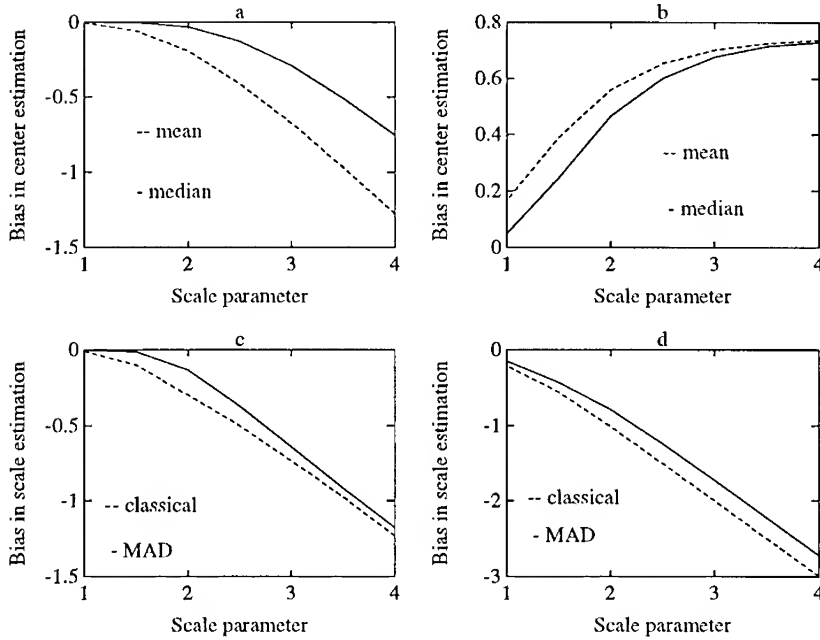 a
Bias in center estimation
0
-0.5
-1
-1.5
-- mean
- median
1 2 3 4
Scale parameter
b
Bias in center estimation
0.8
0.6
0.4
0.2
0
-- mean
- median
1 2 3 4
Scale parameter
c
Bias in scale estimation
0
-0.5
-1
-1.5
-- classical
- MAD
1 2 3 4
Scale parameter
d
Bias in scale estimation
0
-1
-2
-3
-- classical
- MAD
1 2 3 4
Scale parameter